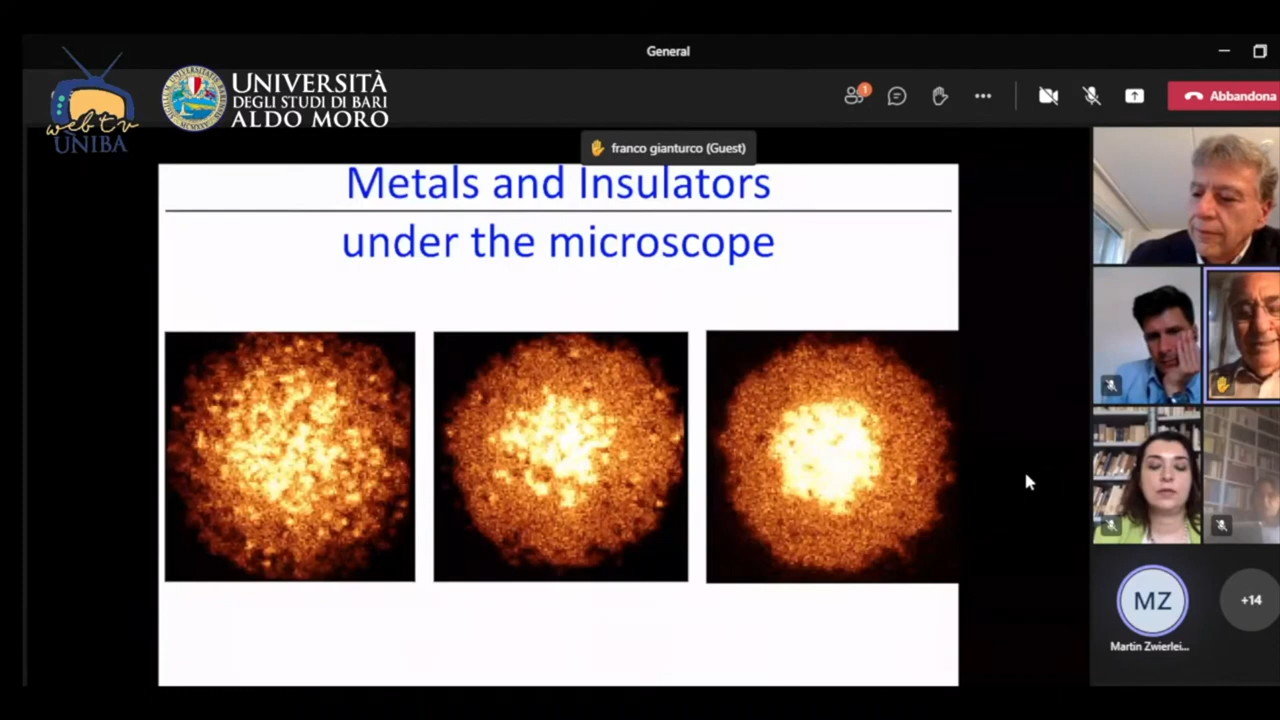 General
web tv
UNIBA
UNIVERSITÀ
DEGLI STUDI DI BARI
ALDO MORO
1
Abbandona
franco gianturco (Guest)
Metals and Insulators
under the microscope
MZ
Martin Zwierlei...
+14